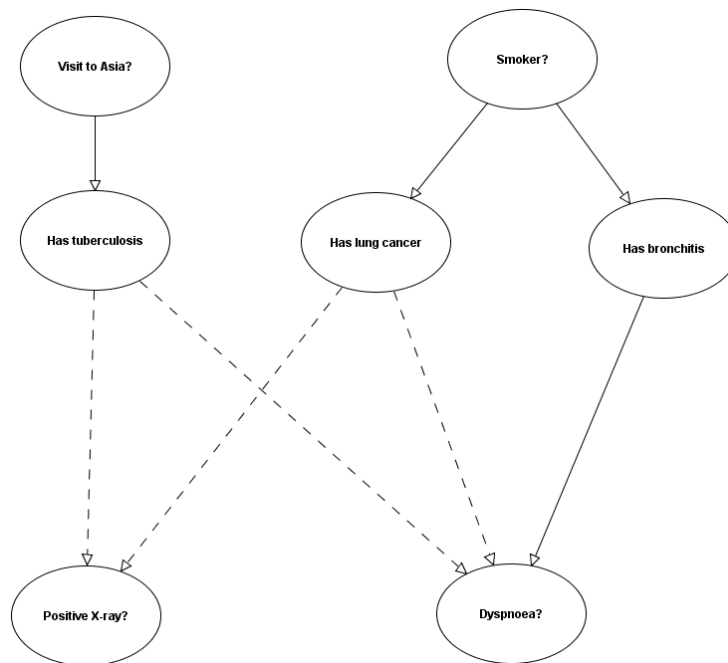 Visit to Asia?
Smoker?
Has tuberculosis
Has lung cancer
Has bronchitis
Positive X-ray?
Dyspnoea?